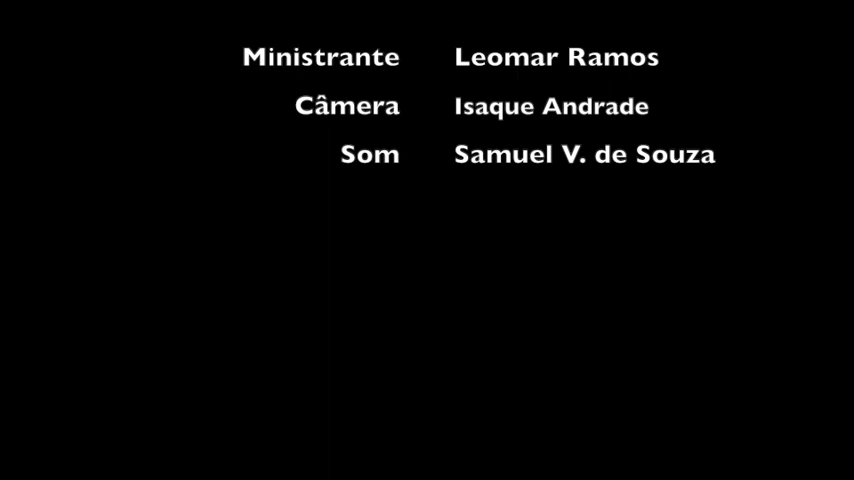 Ministrante Leomar Ramos
Câmera Isaque Andrade
Som Samuel V. de Souza